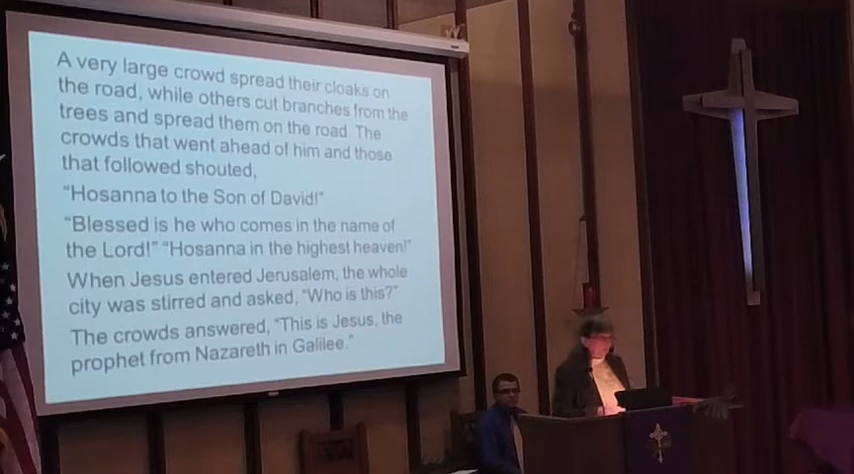 A very large crowd spread their cloaks on
the road, while others cut branches from the
trees and spread them on the road. The
crowds that went ahead of him and those
that followed shouted,
“Hosanna to the Son of David!”
“Blessed is he who comes in the name of
the Lord!” “Hosanna in the highest heaven!”
When Jesus entered Jerusalem, the whole
city was stirred and asked, “Who is this?”
The crowds answered, “This is Jesus, the
prophet from Nazareth in Galilee.”